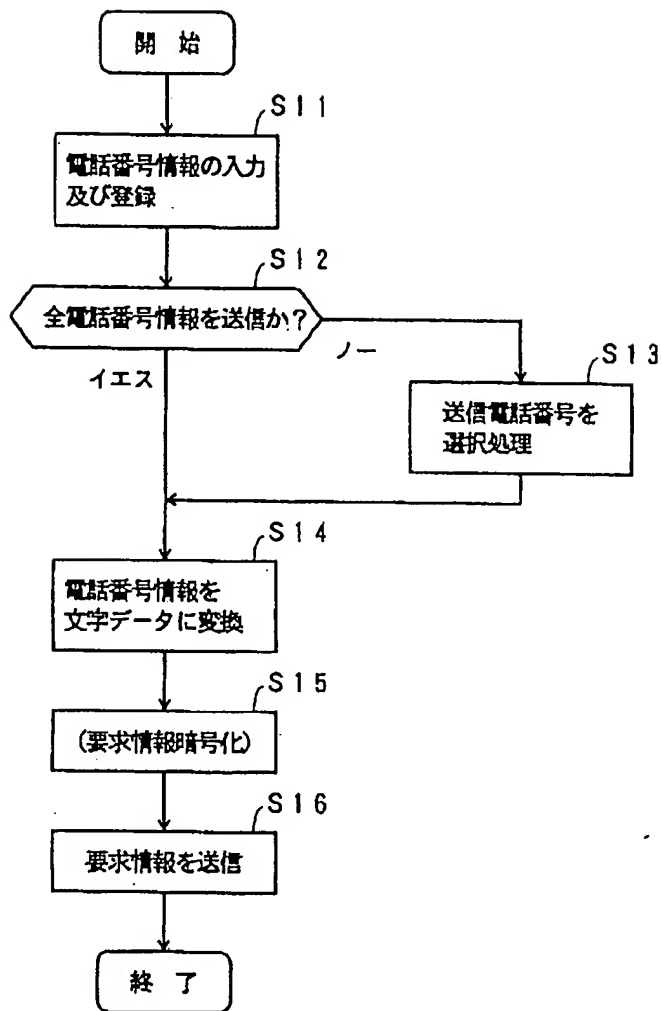 開 始
S11
電話番号情報の入力
及び登録
S12
全電話番号情報を送信か?
ノー
イエス
S13
送信電話番号を
選択処理
S14
電話番号情報を
文字データに変換
S15
(要求情報暗号化)
S16
要求情報を送信
終 了